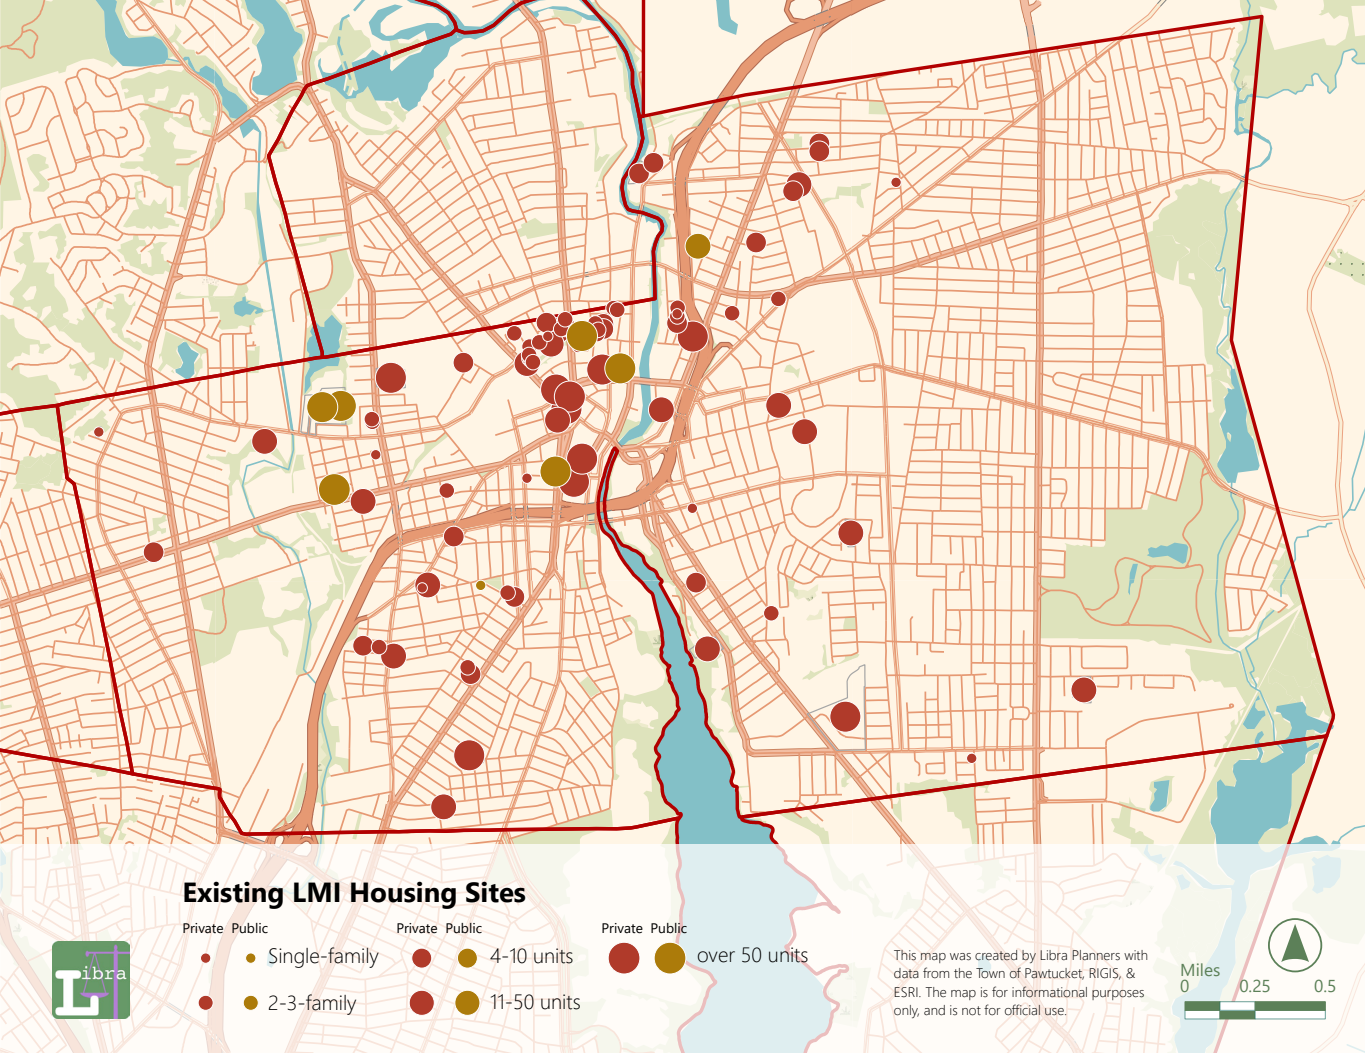 Existing LMI Housing Sites
Private Public
Single-family
2-3-family
Private Public
4-10 units
11-50 units
Private Public
over 50 units
Libra
This map was created by Libra Planners with
data from the Town of Pawtucket, RIGIS, &
ESRI. The map is for informational purposes
only, and is not for official use.
Miles
0 0.25 0.5